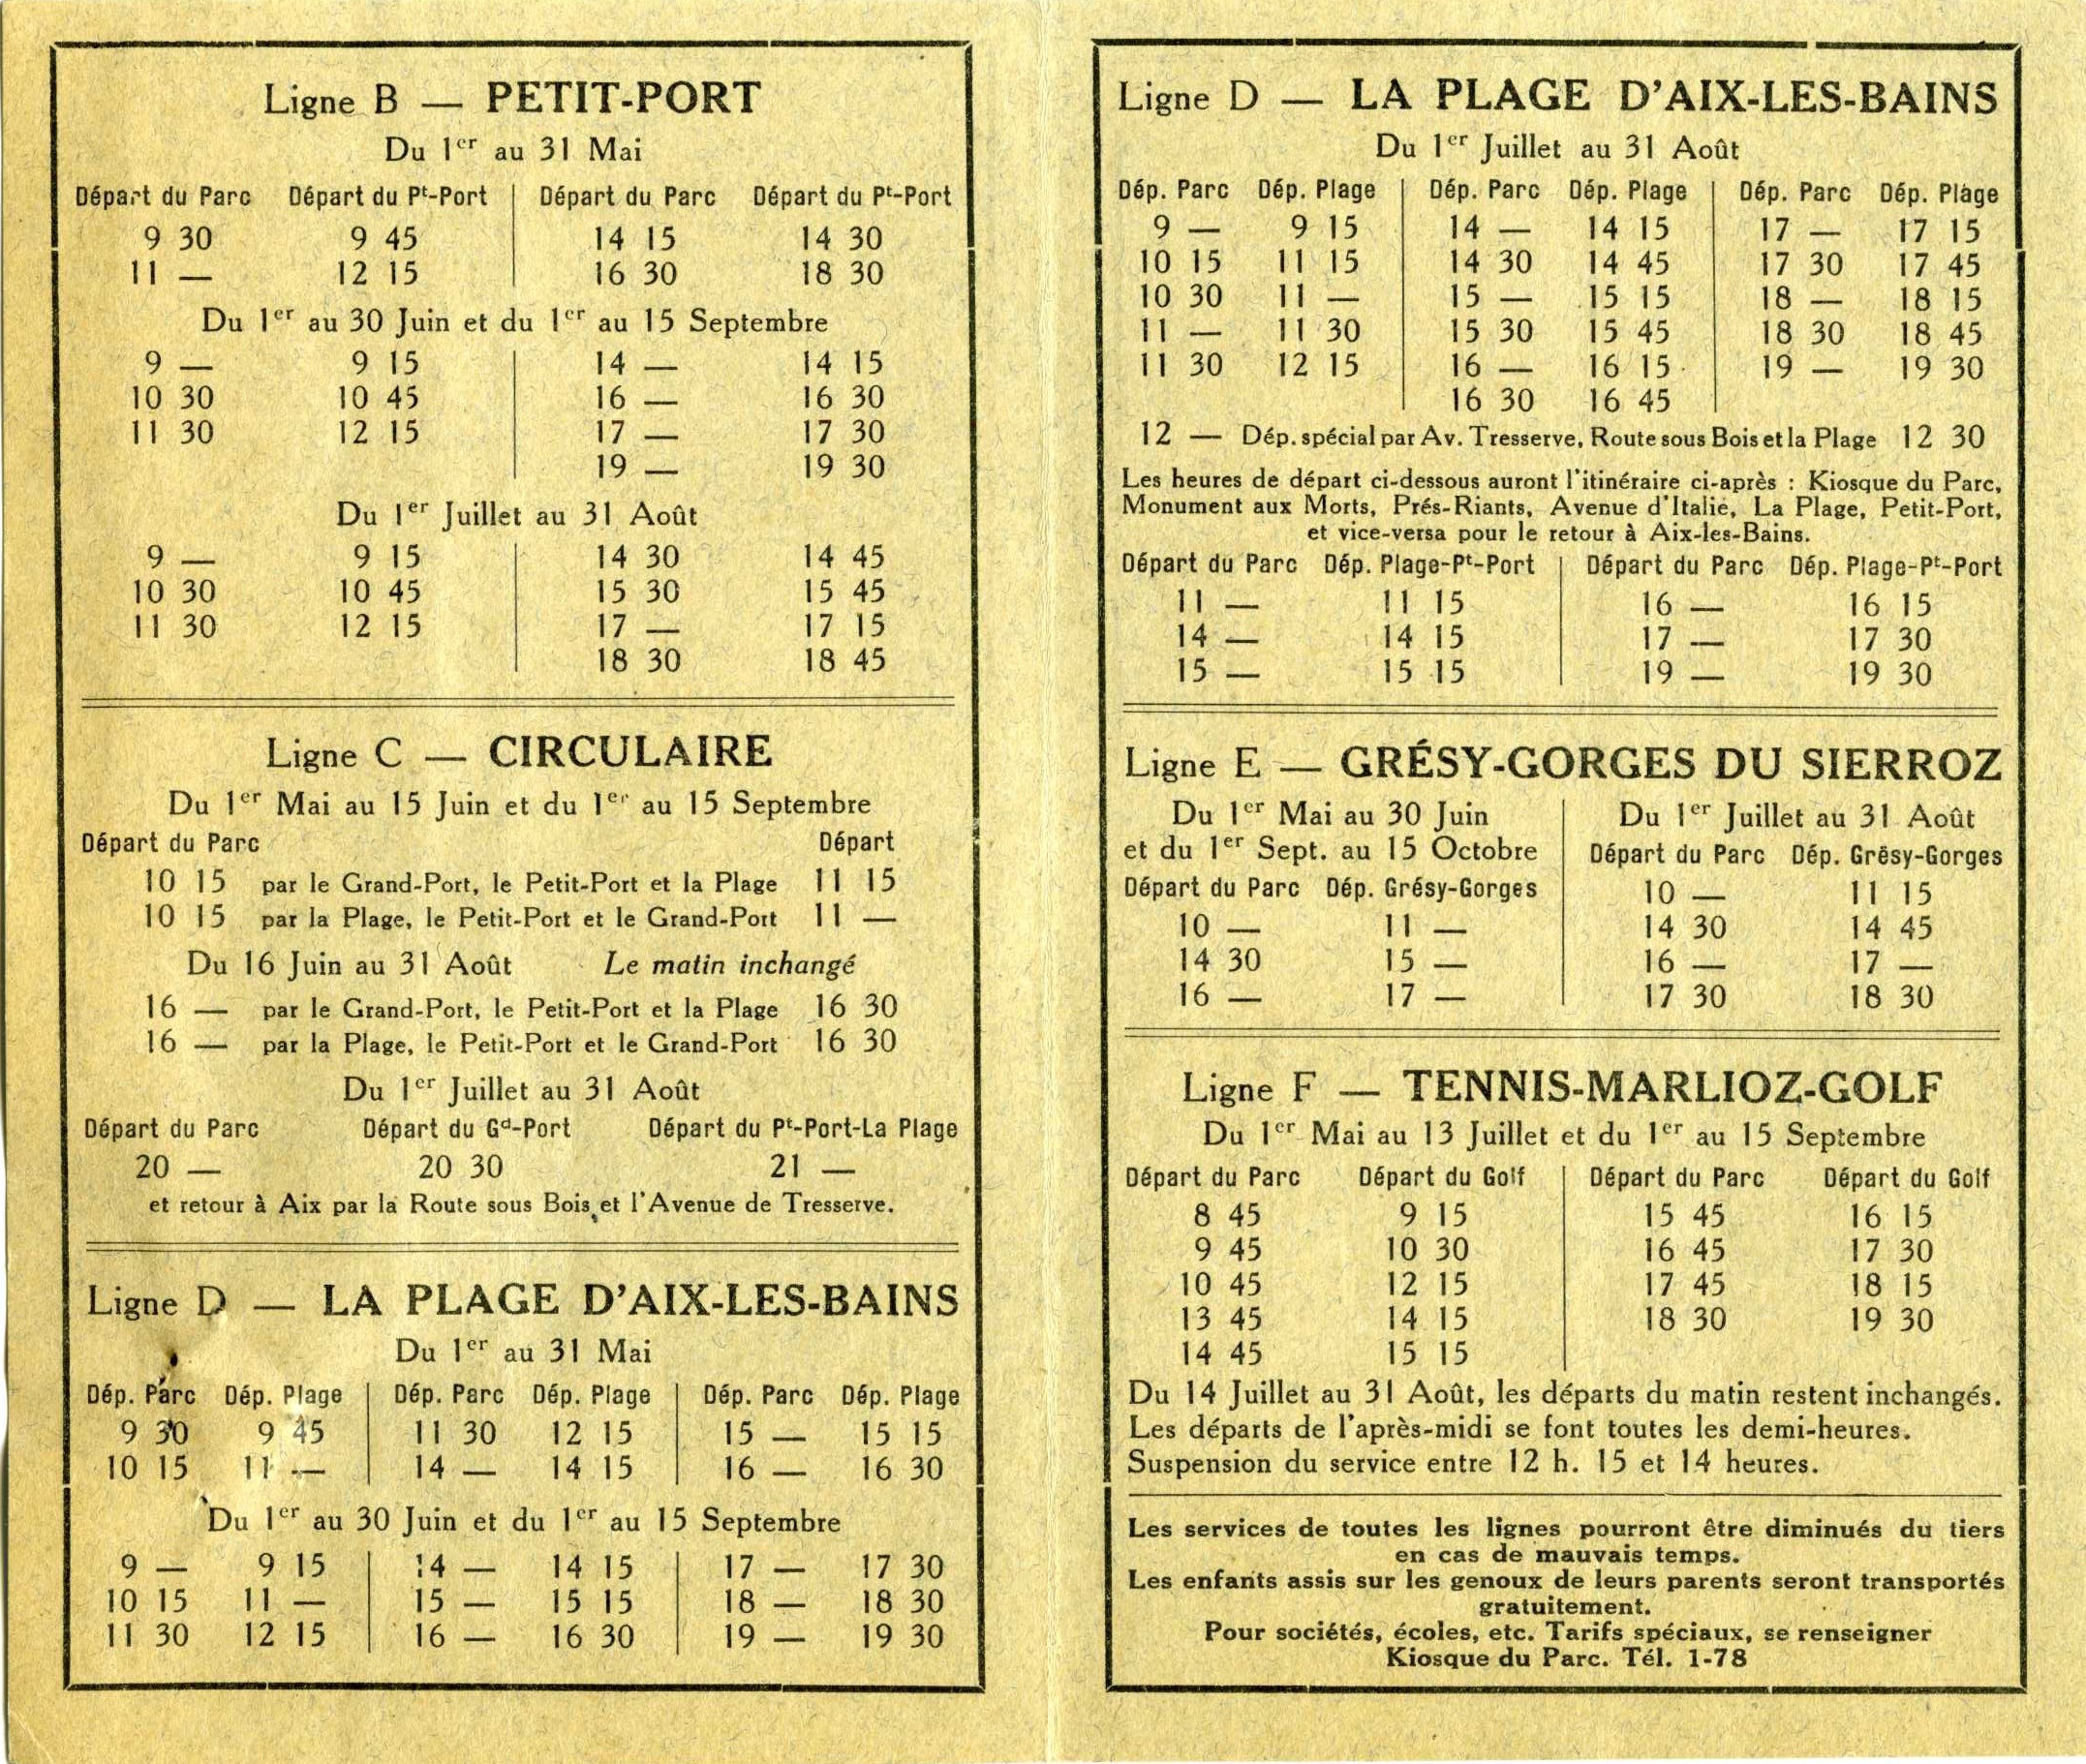 Ligne B — PETIT-PORT
Du 1er au 31 Mai
Départ du Parc Départ du Pt-Port Départ du Parc Départ du Pt-Port
9 30 9 45 14 15 14 30
11 — 12 15 16 30 18 30
Du 1er au 30 Juin et du 1er au 15 Septembre
9 — 9 15 14 — 14 15
10 30 10 45 16 — 16 30
11 30 12 15 17 — 17 30
19 — 19 30
Du 1er Juillet au 31 Août
9 — 9 15 14 30 14 45
10 30 10 45 15 30 15 45
11 30 12 15 17 — 17 15
18 30 18 45
Ligne C — CIRCULAIRE
Du 1er Mai au 15 Juin et du 1er au 15 Septembre
Départ du Parc Départ
10 15 par le Grand-Port, le Petit-Port et la Plage 11 15
10 15 par la Plage, le Petit-Port et le Grand-Port 11 —
Du 16 Juin au 31 Août Le matin inchangé
16 — par le Grand-Port, le Petit-Port et la Plage 16 30
16 — par la Plage, le Petit-Port et le Grand-Port 16 30
Du 1er Juillet au 31 Août
Départ du Parc Départ du Gd-Port Départ du Pt-Port-La Plage
20 — 20 30 21 —
et retour à Aix par la Route sous Bois et l'Avenue de Tresserve.
Ligne D — LA PLAGE D'AIX-LES-BAINS
Du 1er au 31 Mai
Dép. Parc Dép. Plage Dép. Parc Dép. Plage Dép. Parc Dép. Plage
9 30 9 45 11 30 12 15 15 — 15 15
10 15 11 — 14 — 14 15 16 — 16 30
Du 1er au 30 Juin et du 1er au 15 Septembre
9 — 9 15 14 — 14 15 17 — 17 30
10 15 11 — 15 — 15 15 18 — 18 30
11 30 12 15 16 — 16 30 19 — 19 30
Ligne D — LA PLAGE D'AIX-LES-BAINS
Du 1er Juillet au 31 Août
Dép. Parc Dép. Plage Dép. Parc Dép. Plage Dép. Parc Dép. Plage
9 — 9 15 14 — 14 15 17 — 17 15
10 15 11 15 14 30 14 45 17 30 17 45
10 30 11 — 15 — 15 15 18 — 18 15
11 — 11 30 15 30 15 45 18 30 18 45
11 30 12 15 16 — 16 15 19 — 19 30
16 30 16 45
12 — Dép. spécial par Av. Tresserve, Route sous Bois et la Plage 12 30
Les heures de départ ci-dessous auront l'itinéraire ci-après : Kiosque du Parc,
Monument aux Morts, Prés-Riants, Avenue d'Italie, La Plage, Petit-Port,
et vice-versa pour le retour à Aix-les-Bains.
Départ du Parc Dép. Plage-Pt-Port Départ du Parc Dép. Plage-Pt-Port
11 — 11 15 16 — 16 15
14 — 14 15 17 — 17 30
15 — 15 15 19 — 19 30
Ligne E — GRÉSY-GORGES DU SIERROZ
Du 1er Mai au 30 Juin
et du 1er Sept. au 15 Octobre
Départ du Parc Dép. Grésy-Gorges
10 — 11 —
14 30 15 —
16 — 17 —
Du 1er Juillet au 31 Août
Départ du Parc Dép. Grésy-Gorges
10 — 11 15
14 30 14 45
16 — 17 —
17 30 18 30
Ligne F — TENNIS-MARLIOZ-GOLF
Du 1er Mai au 13 Juillet et du 1er au 15 Septembre
Départ du Parc Départ du Golf Départ du Parc Départ du Golf
8 45 9 15 15 45 16 15
9 45 10 30 16 45 17 30
10 45 12 15 17 45 18 15
13 45 14 15 18 30 19 30
14 45 15 15
Du 14 Juillet au 31 Août, les départs du matin restent inchangés.
Les départs de l'après-midi se font toutes les demi-heures.
Suspension du service entre 12 h. 15 et 14 heures.
Les services de toutes les lignes pourront être diminués du tiers
en cas de mauvais temps.
Les enfants assis sur les genoux de leurs parents seront transportés
gratuitement.
Pour sociétés, écoles, etc. Tarifs spéciaux, se renseigner
Kiosque du Parc. Tél. 1-78